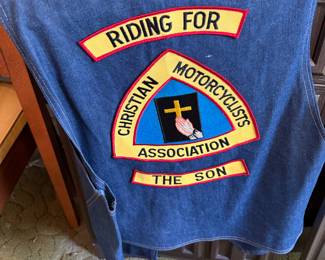 RIDING FOR
CHRISTIAN MOTORCYCLISTS
ASSOCIATION
THE SON